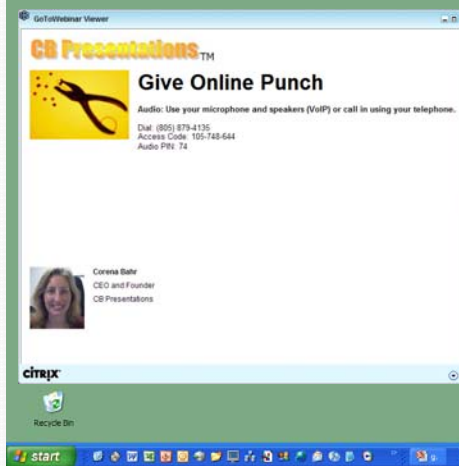 GoToWebinar Viewer
CB Presentations TM
Give Online Punch
Audio: Use your microphone and speakers (VoIP) or call in using your telephone.
Dial: (805) 879-4135
Access Code: 105-748-644
Audio PIN: 74
Corena Bahr
CEO and Founder
CB Presentations
CITRIX
Recycle Bin
start
g.